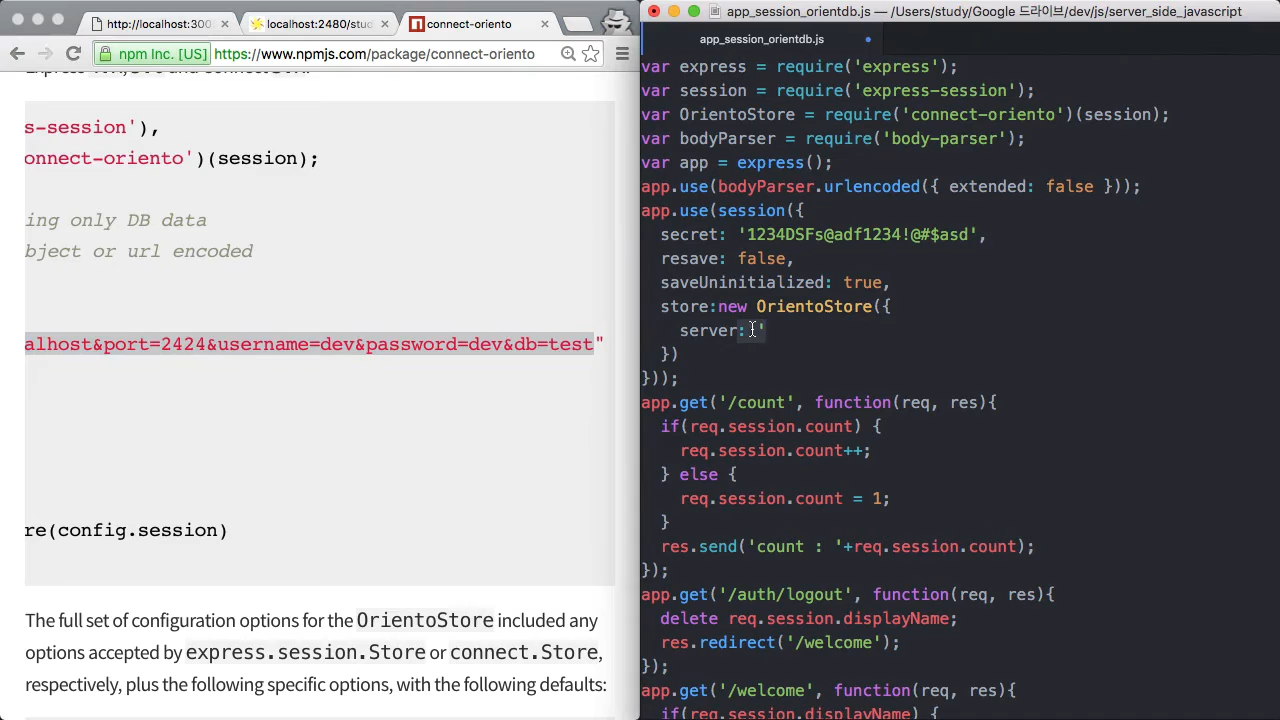 http://localhost:300
localhost:2480/stud
connect-oriento
npm Inc. [US]
https://www.npmjs.com/package/connect-oriento
s-session'),
onnect-oriento')(session);
ing only DB data
bject or url encoded
alhost&port=2424&username=dev&password=dev&db=test"
re(config.session)
The full set of configuration options for the OrientoStore included any
options accepted by express.session.Store or connect.Store,
respectively, plus the following specific options, with the following defaults:
app_session_orientdb.js — /Users/study/Google 드라이브/dev/js/server_side_javascript
app_session_orientdb.js
var express = require('express');
var session = require('express-session');
var OrientoStore = require('connect-oriento')(session);
var bodyParser = require('body-parser');
var app = express();
app.use(bodyParser.urlencoded({ extended: false }));
app.use(session({
secret: '1234DSFs@adf1234!@#$asd',
resave: false,
saveUninitialized: true,
store:new OrientoStore({
server: ''
})
}));
app.get('/count', function(req, res){
if(req.session.count) {
req.session.count++;
} else {
req.session.count = 1;
}
res.send('count : '+req.session.count);
});
app.get('/auth/logout', function(req, res){
delete req.session.displayName;
res.redirect('/welcome');
});
app.get('/welcome', function(req, res){
if(req.session.displayName) {